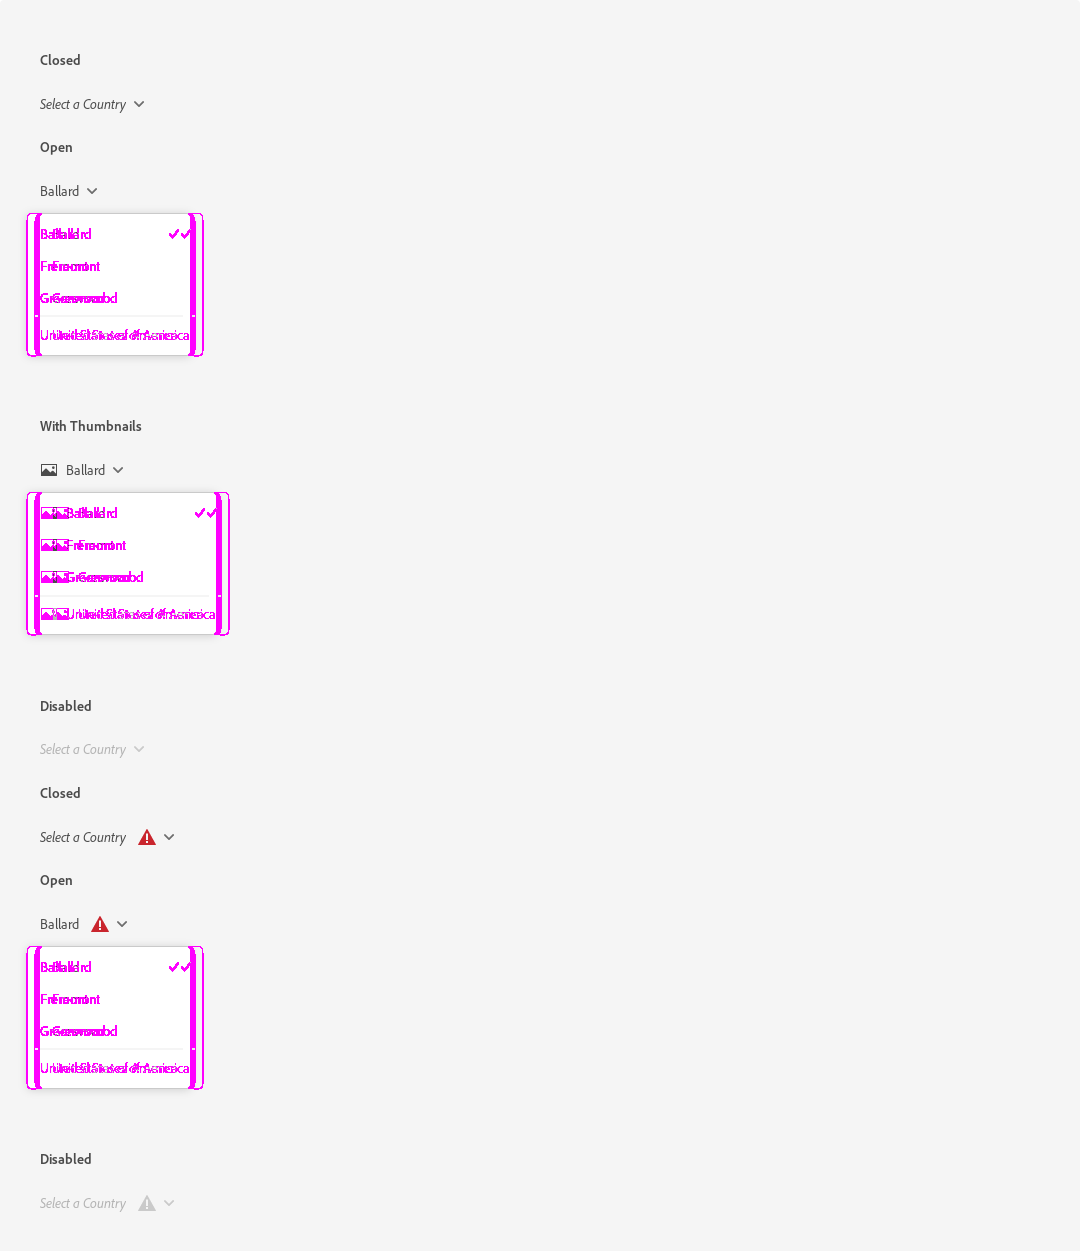 Closed
Select a Country
Open
Ballard
Ballard
Fremont
Greenwood
United States of America
With Thumbnails
Ballard
Ballard
Fremont
Greenwood
United States of America
Disabled
Select a Country
Closed
Select a Country
Open
Ballard
Ballard
Fremont
Greenwood
United States of America
Disabled
Select a Country